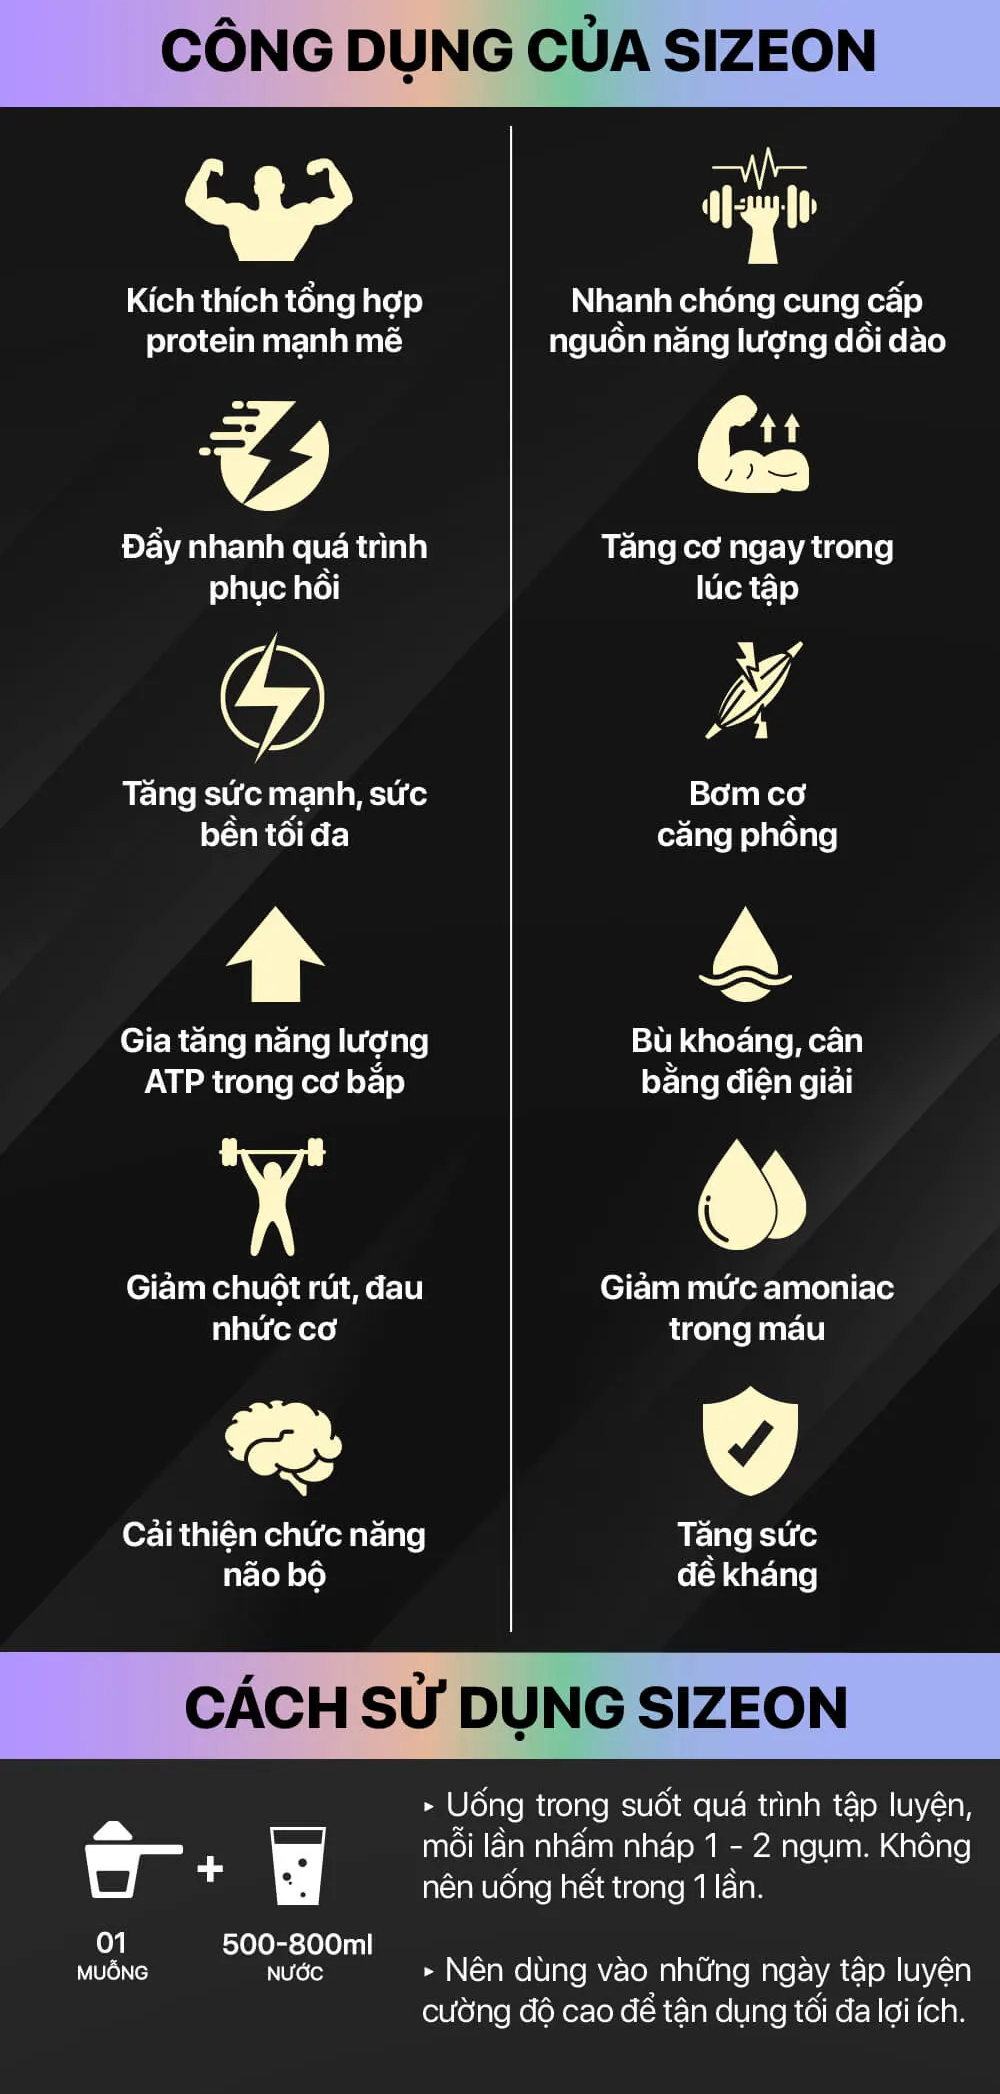 CÔNG DỤNG CỦA SIZEON
Kích thích tổng hợp
protein mạnh mẽ
Nhanh chóng cung cấp
nguồn năng lượng dồi dào
Đẩy nhanh quá trình
phục hồi
Tăng cơ ngay trong
lúc tập
Tăng sức mạnh, sức
bền tối đa
Bơm cơ
căng phồng
Gia tăng năng lượng
ATP trong cơ bắp
Bù khoáng, cân
bằng điện giải
Giảm chuột rút, đau
nhức cơ
Giảm mức amoniac
trong máu
Cải thiện chức năng
não bộ
Tăng sức
đề kháng
CÁCH SỬ DỤNG SIZEON
01
MUỖNG
+
500-800ml
NƯỚC
‣ Uống trong suốt quá trình tập luyện,
mỗi lần nhấm nháp 1 - 2 ngụm. Không
nên uống hết trong 1 lần.
‣ Nên dùng vào những ngày tập luyện
cường độ cao để tận dụng tối đa lợi ích.